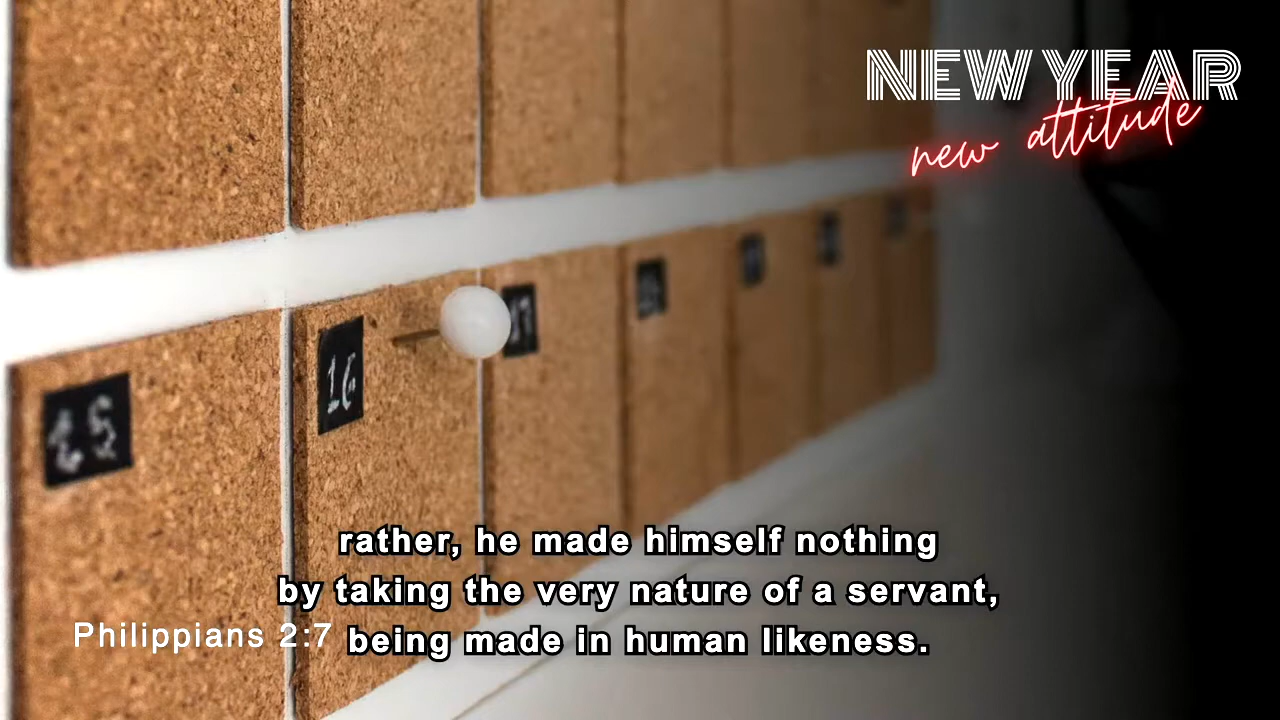 NEW YEAR
new attitude
16
rather, he made himself nothing
by taking the very nature of a servant,
Philippians 2:7 being made in human likeness.